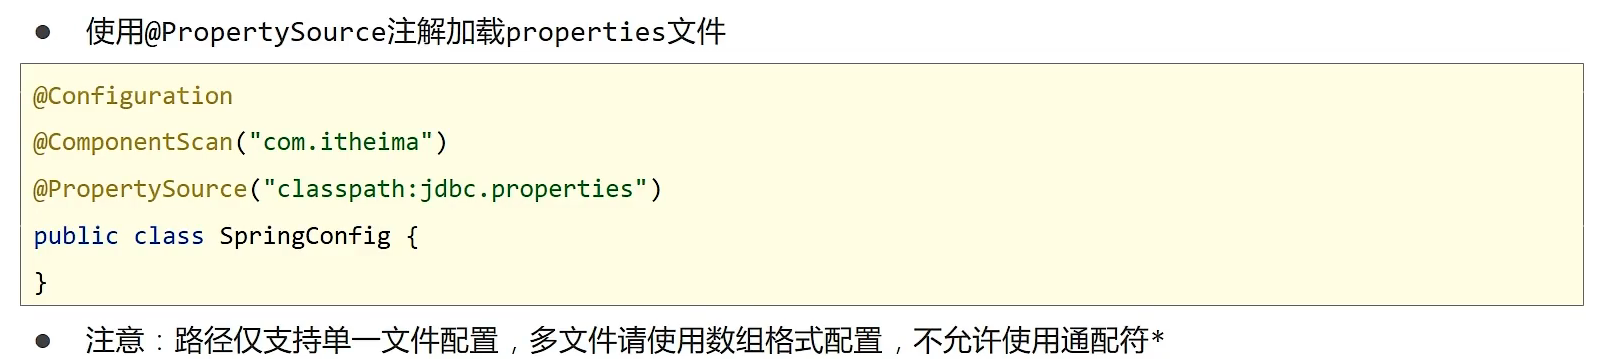 ● 使用@PropertySource注解加载properties文件
@Configuration
@ComponentScan("com.itheima")
@PropertySource("classpath:jdbc.properties")
public class SpringConfig {
}
● 注意：路径仅支持单一文件配置，多文件请使用数组格式配置，不允许使用通配符*